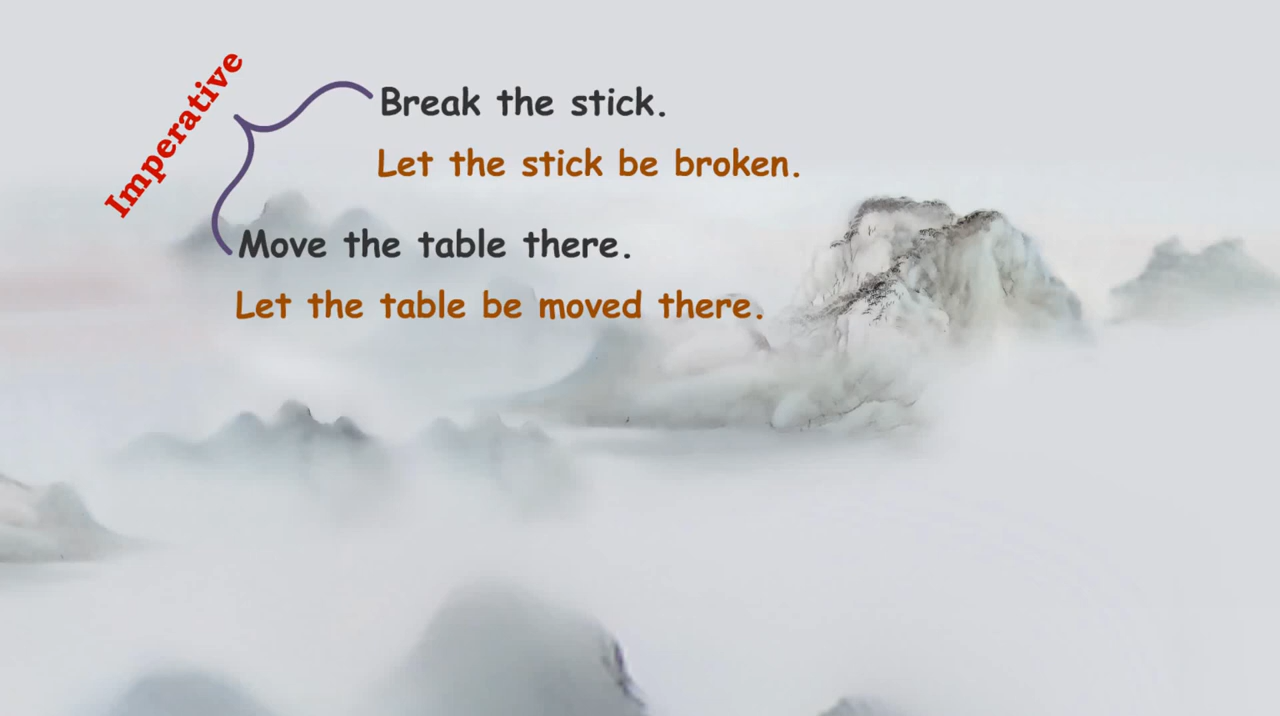 Imperative
Break the stick.
Let the stick be broken.
Move the table there.
Let the table be moved there.